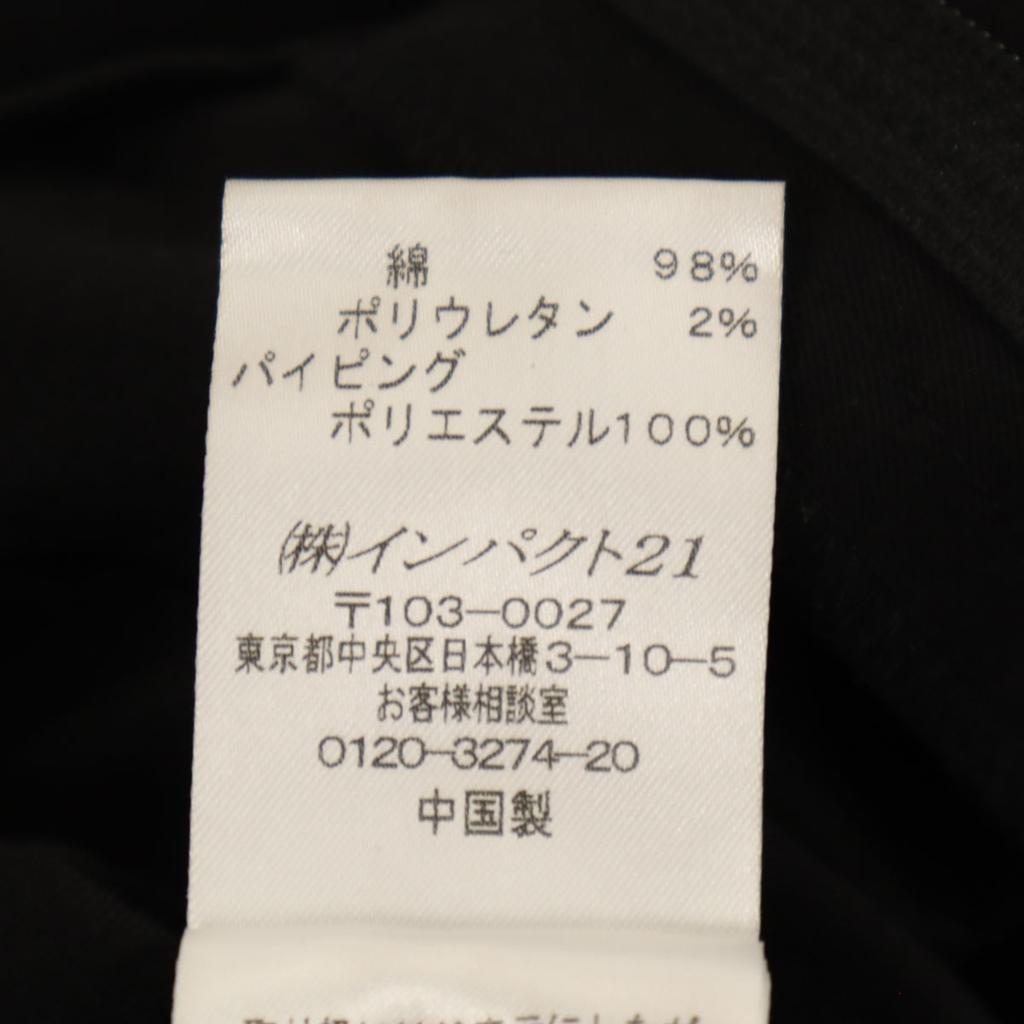 綿 98%
ポリウレタン 2%
パイピング
ポリエステル100%
(株)インパクト21
〒103-0027
東京都中央区日本橋3-10-5
お客様相談室
0120-3274-20
中国製